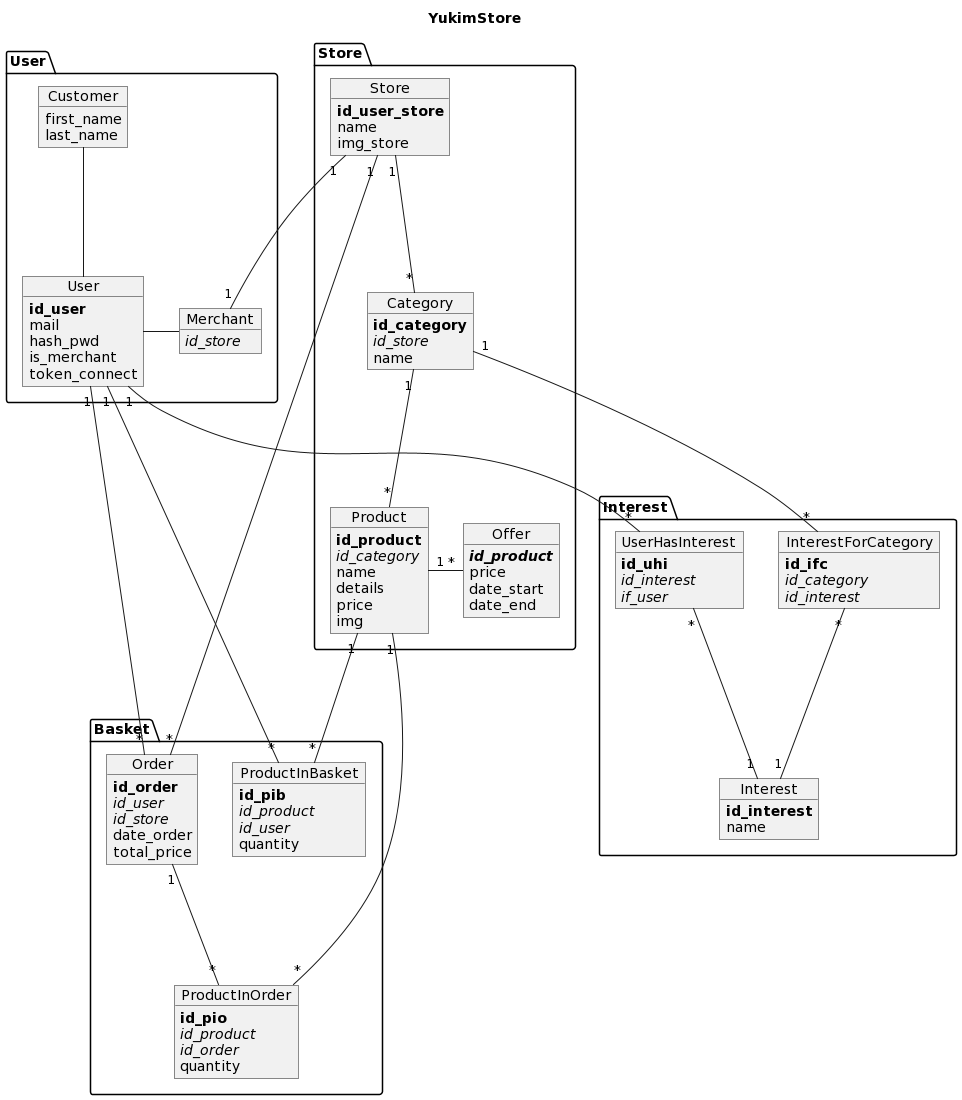 YukimStore
User
Customer
first_name
last_name
User
id_user
mail
hash_pwd
is_merchant
token_connect
1
1
1
Merchant
id_store
1
Store
Store
id_user_store
name
img_store
1
1
1
*
Category
id_category
id_store
name
1
1
*
Product
id_product
id_category
name
details
price
img
1
1
1 *
Offer
id_product
price
date_start
date_end
Interest
*
*
UserHasInterest
id_uhi
id_interest
if_user
*
InterestForCategory
id_ifc
id_category
id_interest
*
1
1
Interest
id_interest
name
Basket
*
*
Order
id_order
id_user
id_store
date_order
total_price
1
*
*
ProductInBasket
id_pib
id_product
id_user
quantity
*
*
ProductInOrder
id_pio
id_product
id_order
quantity